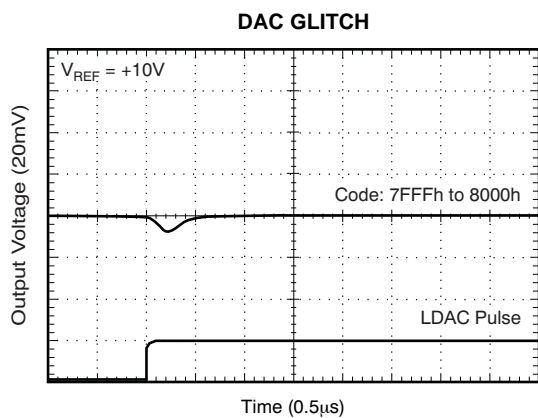 DAC GLITCH
V_REF = +10V
Output Voltage (20mV)
Code: 7FFFh to 8000h
LDAC Pulse
Time (0.5μs)